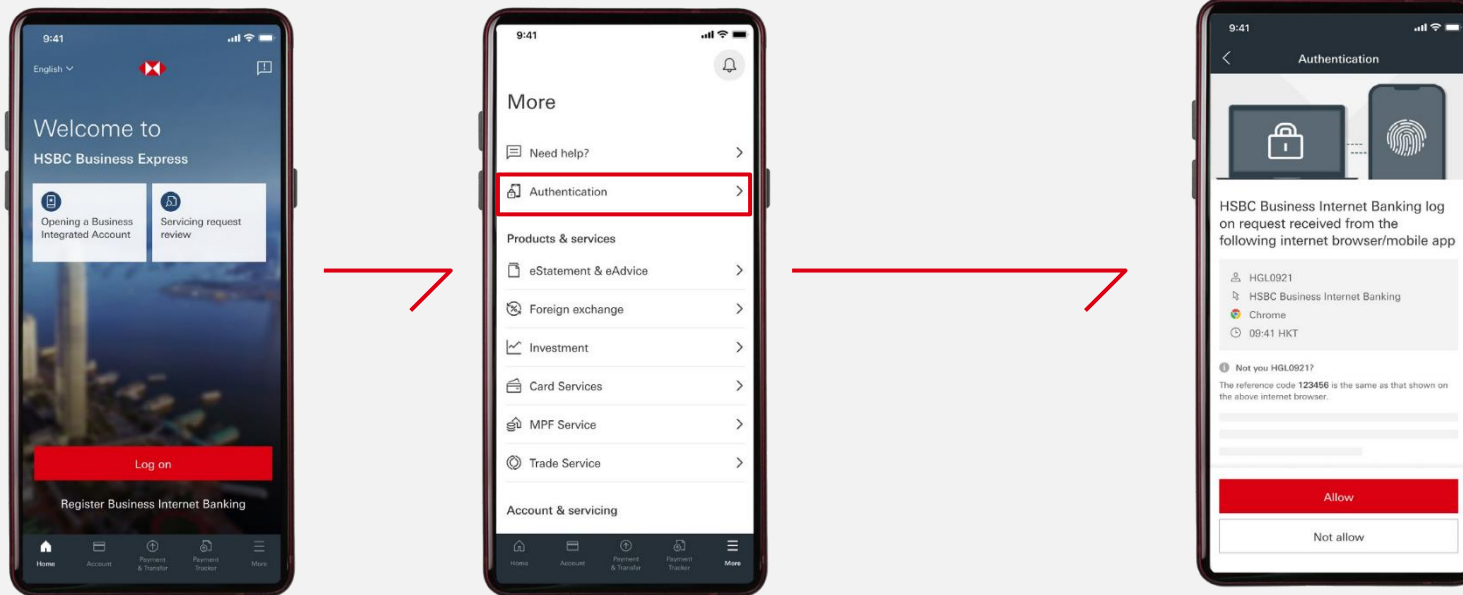 9:41
English
Welcome to
HSBC Business Express
Opening a Business
Integrated Account
Servicing request
review
Log on
Register Business Internet Banking
Home
Account
Payment
& Transfer
Payment
Tracker
More
9:41
More
Need help?
Authentication
Products & services
eStatement & eAdvice
Foreign exchange
Investment
Card Services
MPF Service
Trade Service
Account & servicing
Home
Account
Payment
& Transfer
Payment
Tracker
More
9:41
Authentication
HSBC Business Internet Banking log
on request received from the
following internet browser/mobile app
HGL0921
HSBC Business Internet Banking
Chrome
09:41 HKT
Not you HGL0921?
The reference code 123456 is the same as that shown on
the above internet browser.
Allow
Not allow